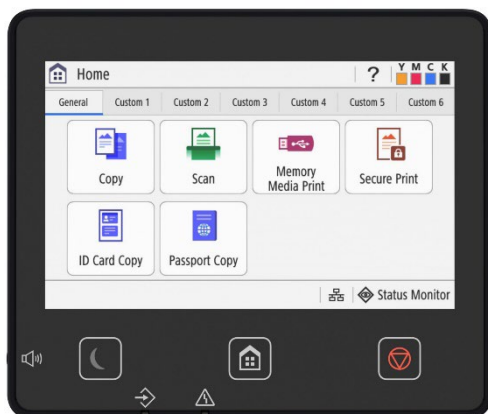 Home
? Y M C K
General Custom 1 Custom 2 Custom 3 Custom 4 Custom 5 Custom 6
Copy Scan Memory Media Print Secure Print
ID Card Copy Passport Copy
Status Monitor